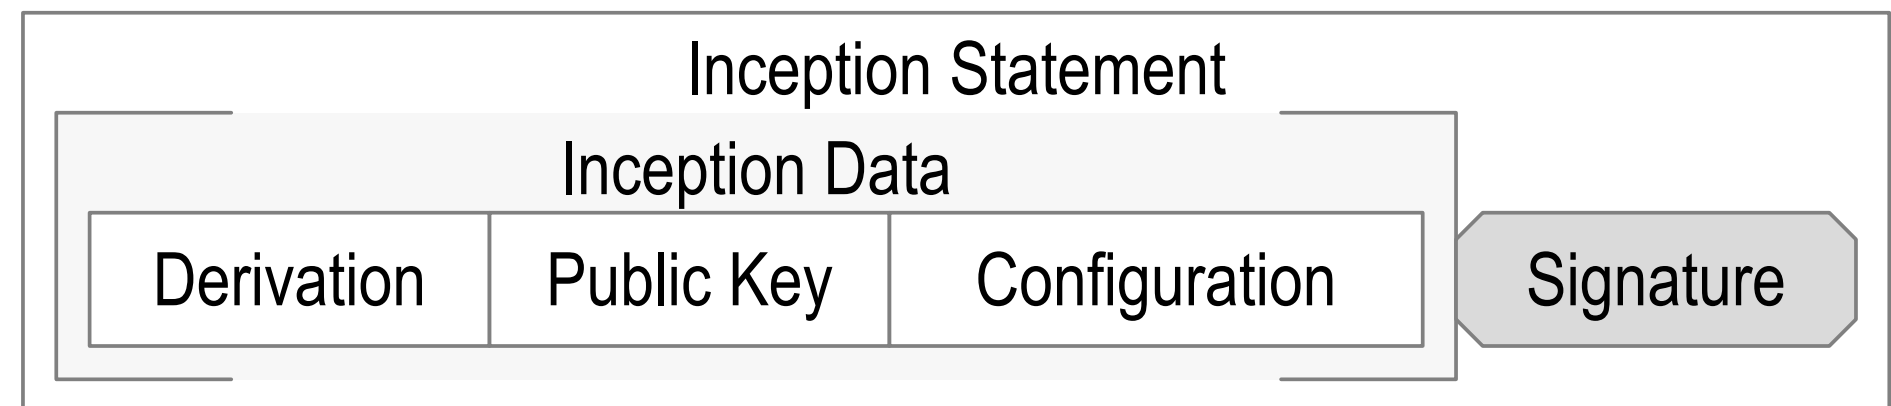 Inception Statement
Inception Data
Derivation Public Key Configuration Signature